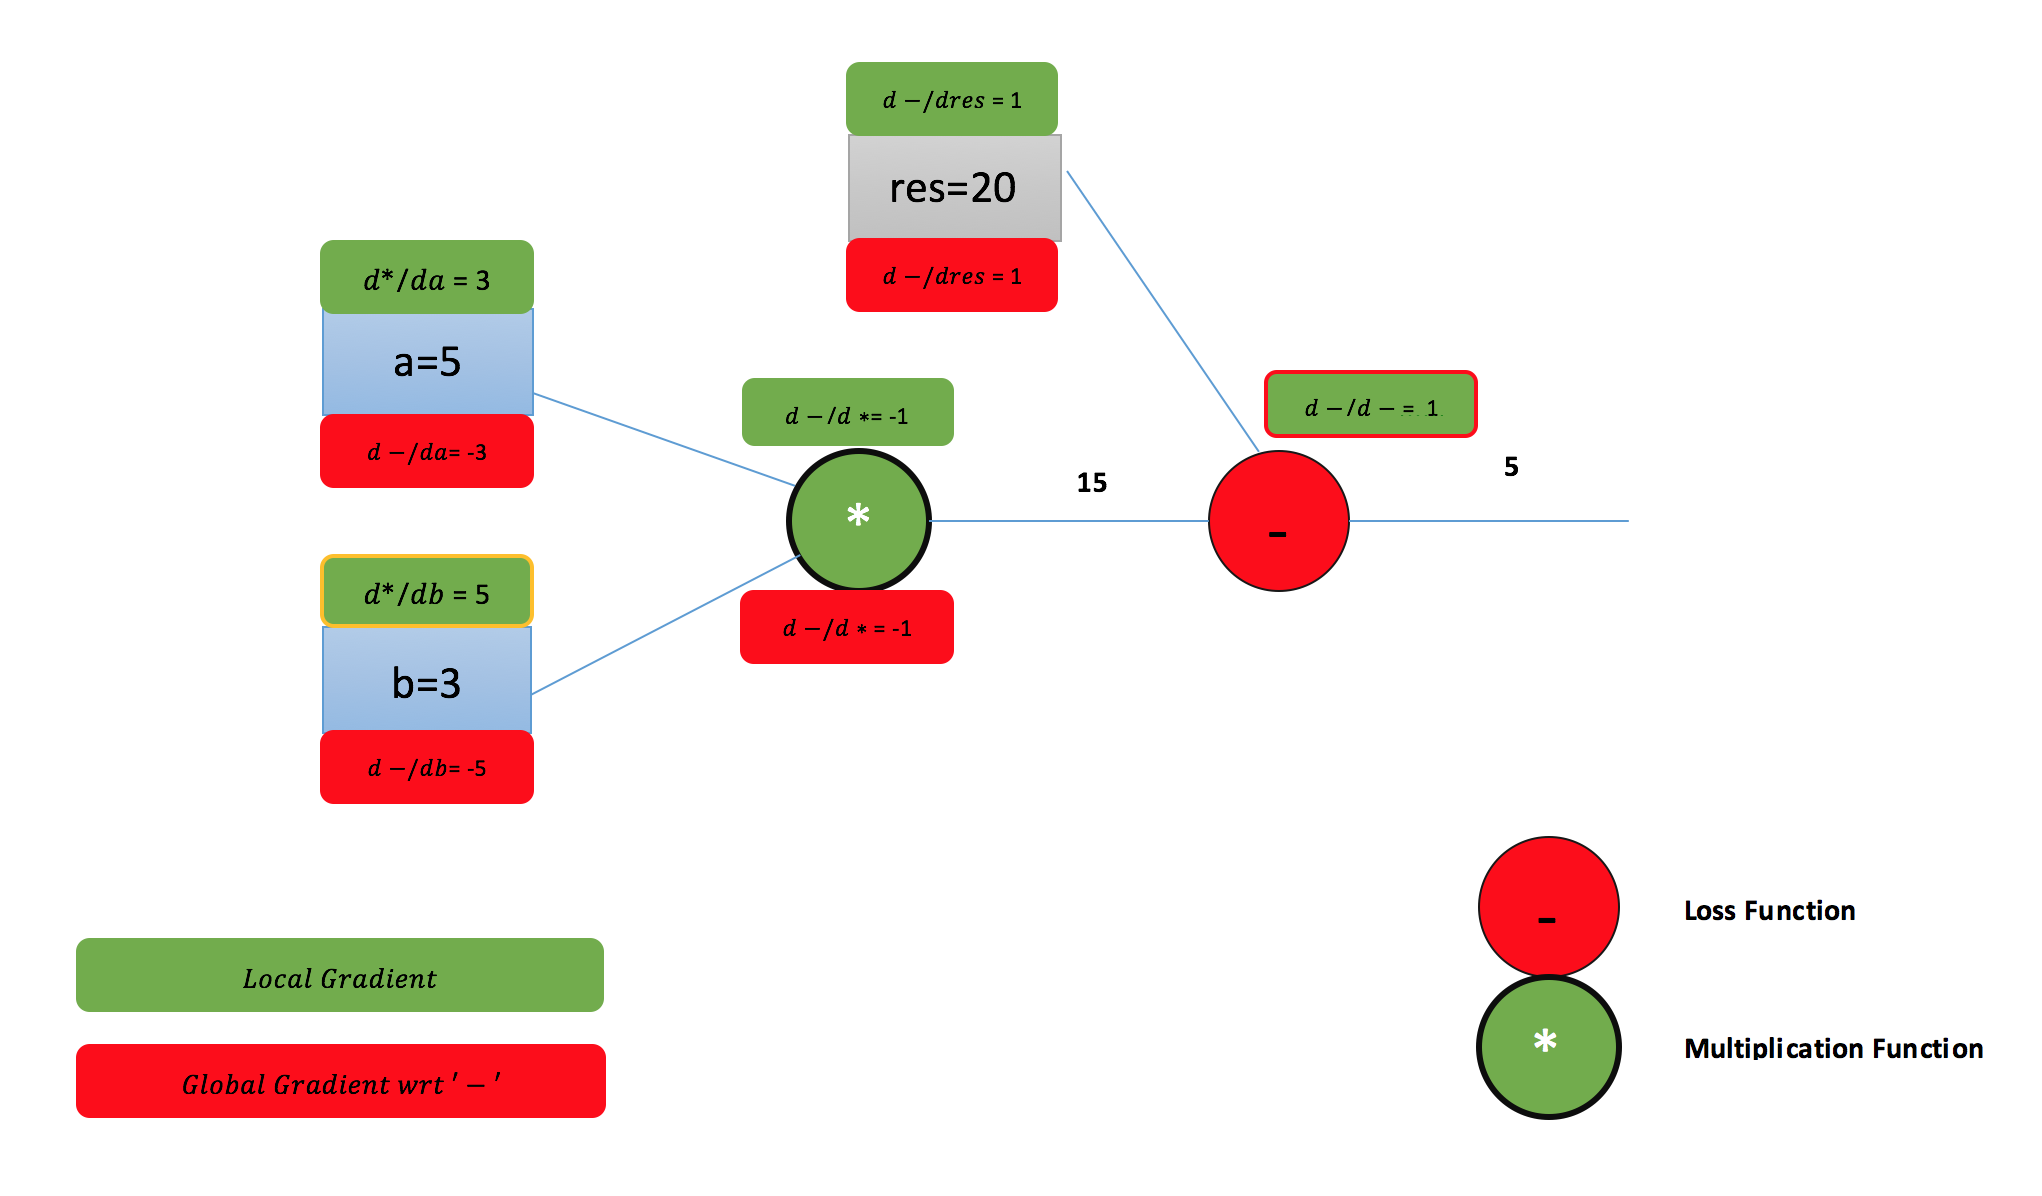 d −/dres = 1
res=20
d −/dres = 1
d*/da = 3
a=5
d −/da= -3
d −/d *= -1
*
d −/d * = -1
15
d −/d − = 1
-
5
d*/db = 5
b=3
d −/db= -5
Local Gradient
Global Gradient wrt ′ − ′
-
Loss Function
*
Multiplication Function